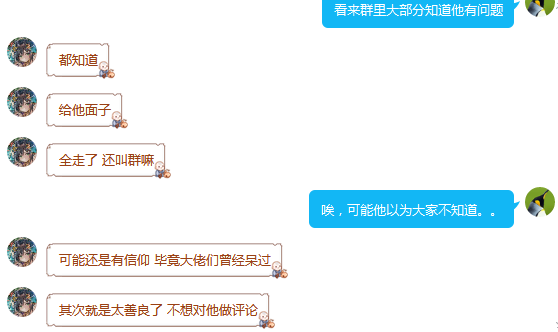 看来群里大部分知道他有问题
都知道
给他面子
全走了 还叫群嘛
唉，可能他以为大家不知道。。
可能还是有信仰 毕竟大佬们曾经呆过
其次就是太善良了 不想对他做评论